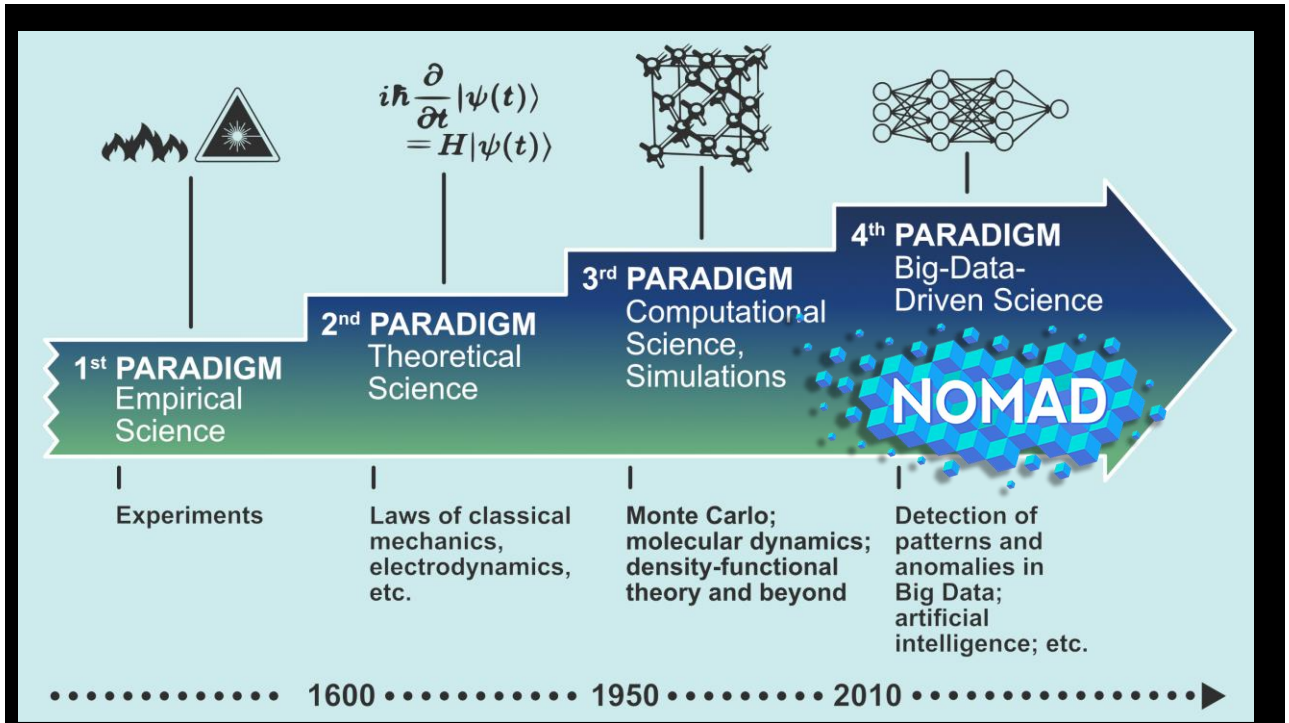 iℏ ∂/∂t |ψ(t)⟩
= H|ψ(t)⟩
1st PARADIGM
Empirical
Science
2nd PARADIGM
Theoretical
Science
3rd PARADIGM
Computational
Science,
Simulations
4th PARADIGM
Big-Data-
Driven Science
NOMAD
Experiments
Laws of classical
mechanics,
electrodynamics,
etc.
Monte Carlo;
molecular dynamics;
density-functional
theory and beyond
Detection of
patterns and
anomalies in
Big Data;
artificial
intelligence; etc.
1600
1950
2010